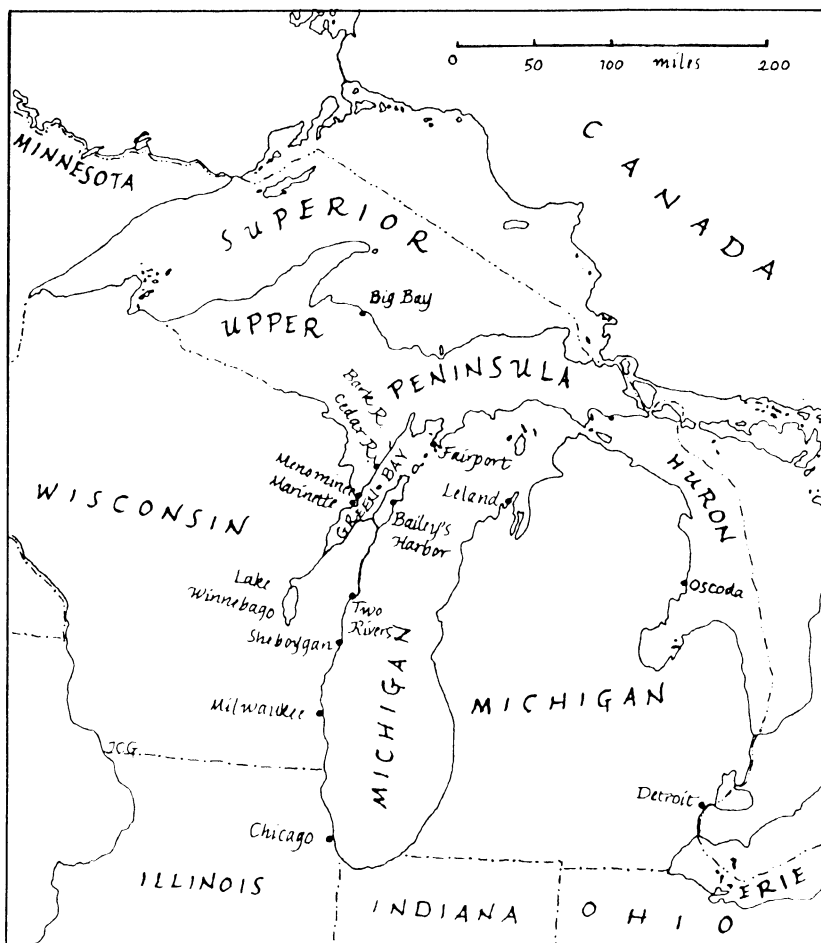 0 50 100 miles 200
CANADA
MINNESOTA
SUPERIOR
Big Bay
UPPER
PENINSULA
Bark R.
Cedar R.
Fairport
Menominee
Marinette
GREEN BAY
Leland
HURON
WISCONSIN
Bailey's
Harbor
Oscoda
Lake
Winnebago
Two
Rivers
Sheboygan
MICHIGAN
MICHIGAN
Milwaukee
JCG
Detroit
Chicago
ERIE
ILLINOIS
INDIANA
OHIO